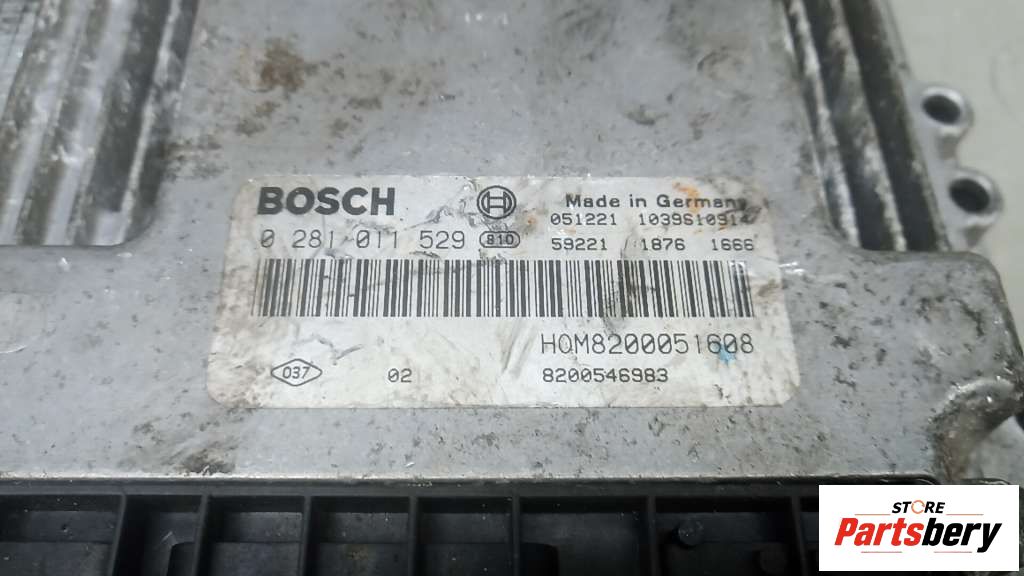 BOSCH
Made in Germany
051221 1039610914
0 281 011 529 810
59221 1876 1666
HOM8200051608
037
02
8200546983
STORE
Partsbery